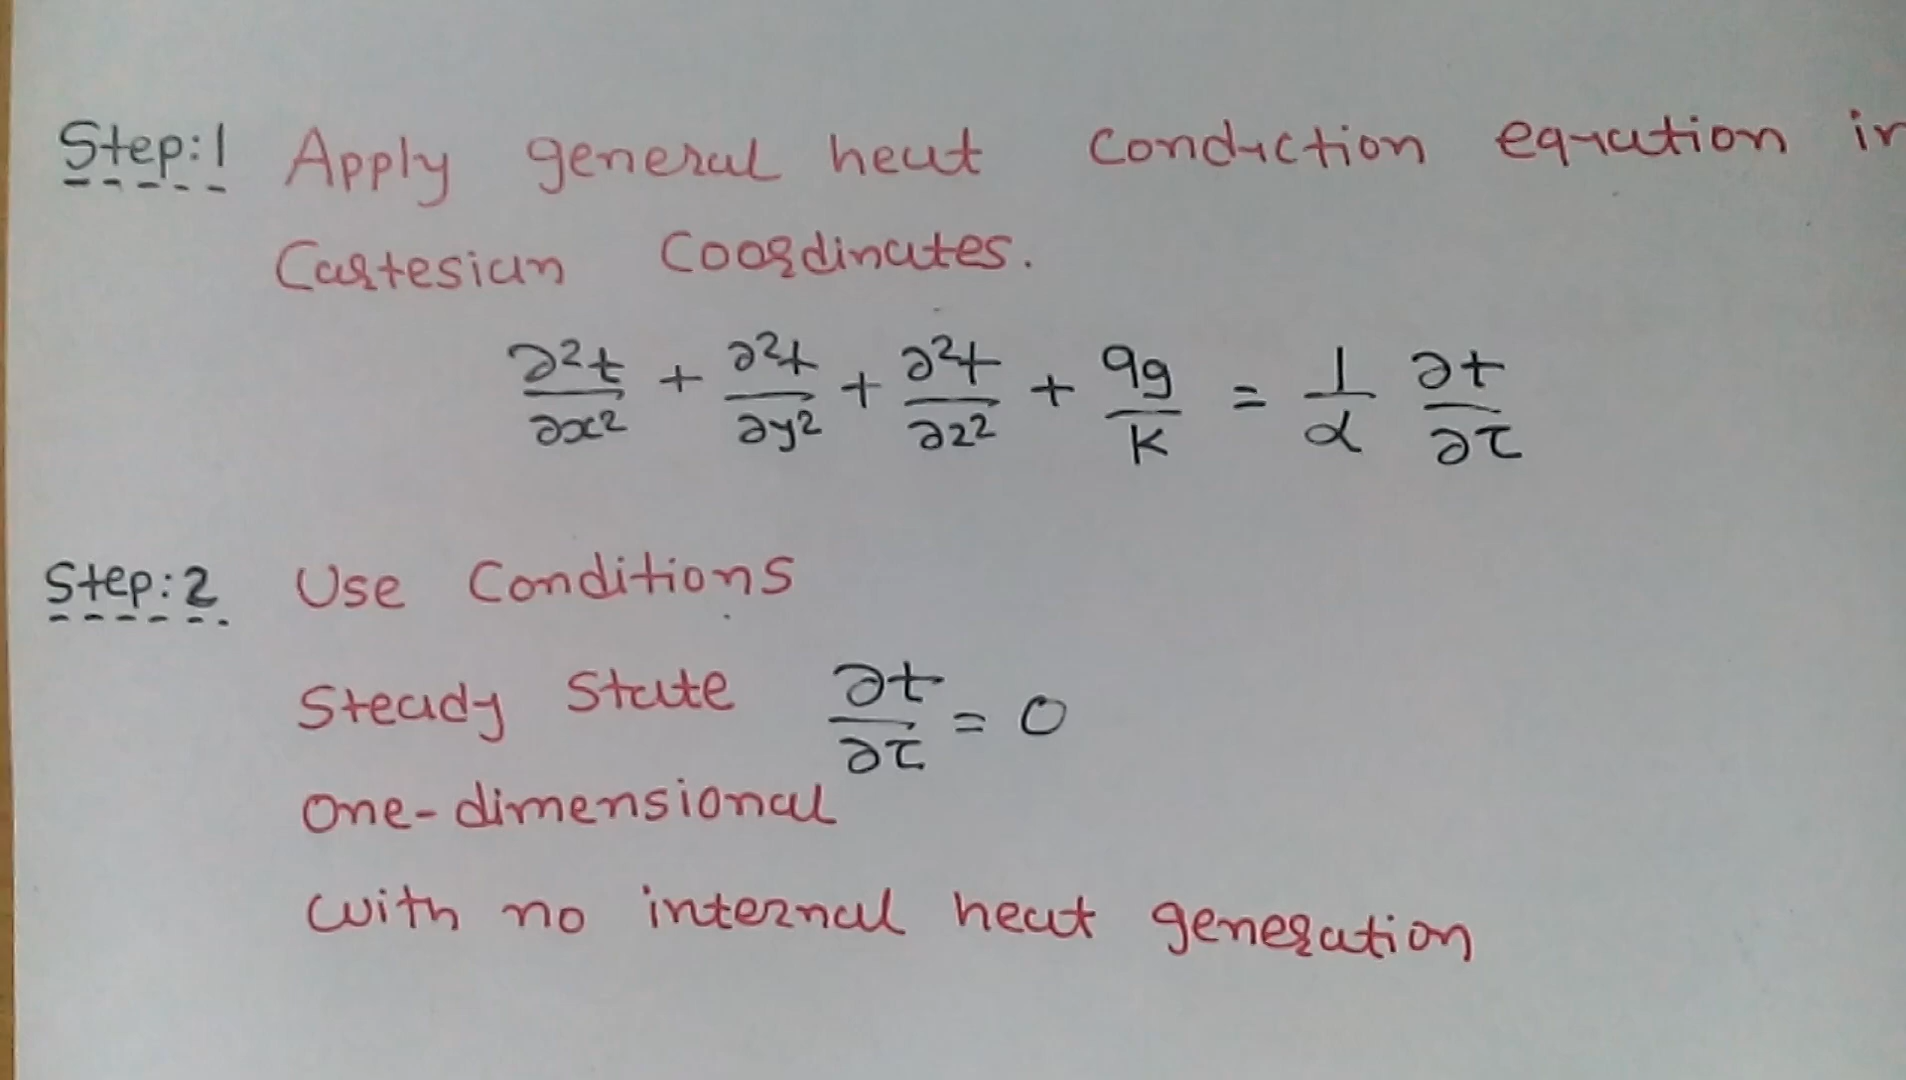 Step:1 Apply general heat conduction equation in
Cartesian Coordinates.
∂²t/∂x² + ∂²t/∂y² + ∂²t/∂z² + qg/k = 1/α ∂t/∂τ
Step:2 Use Conditions
Steady State ∂t/∂τ = 0
One-dimensional
with no internal heat generation